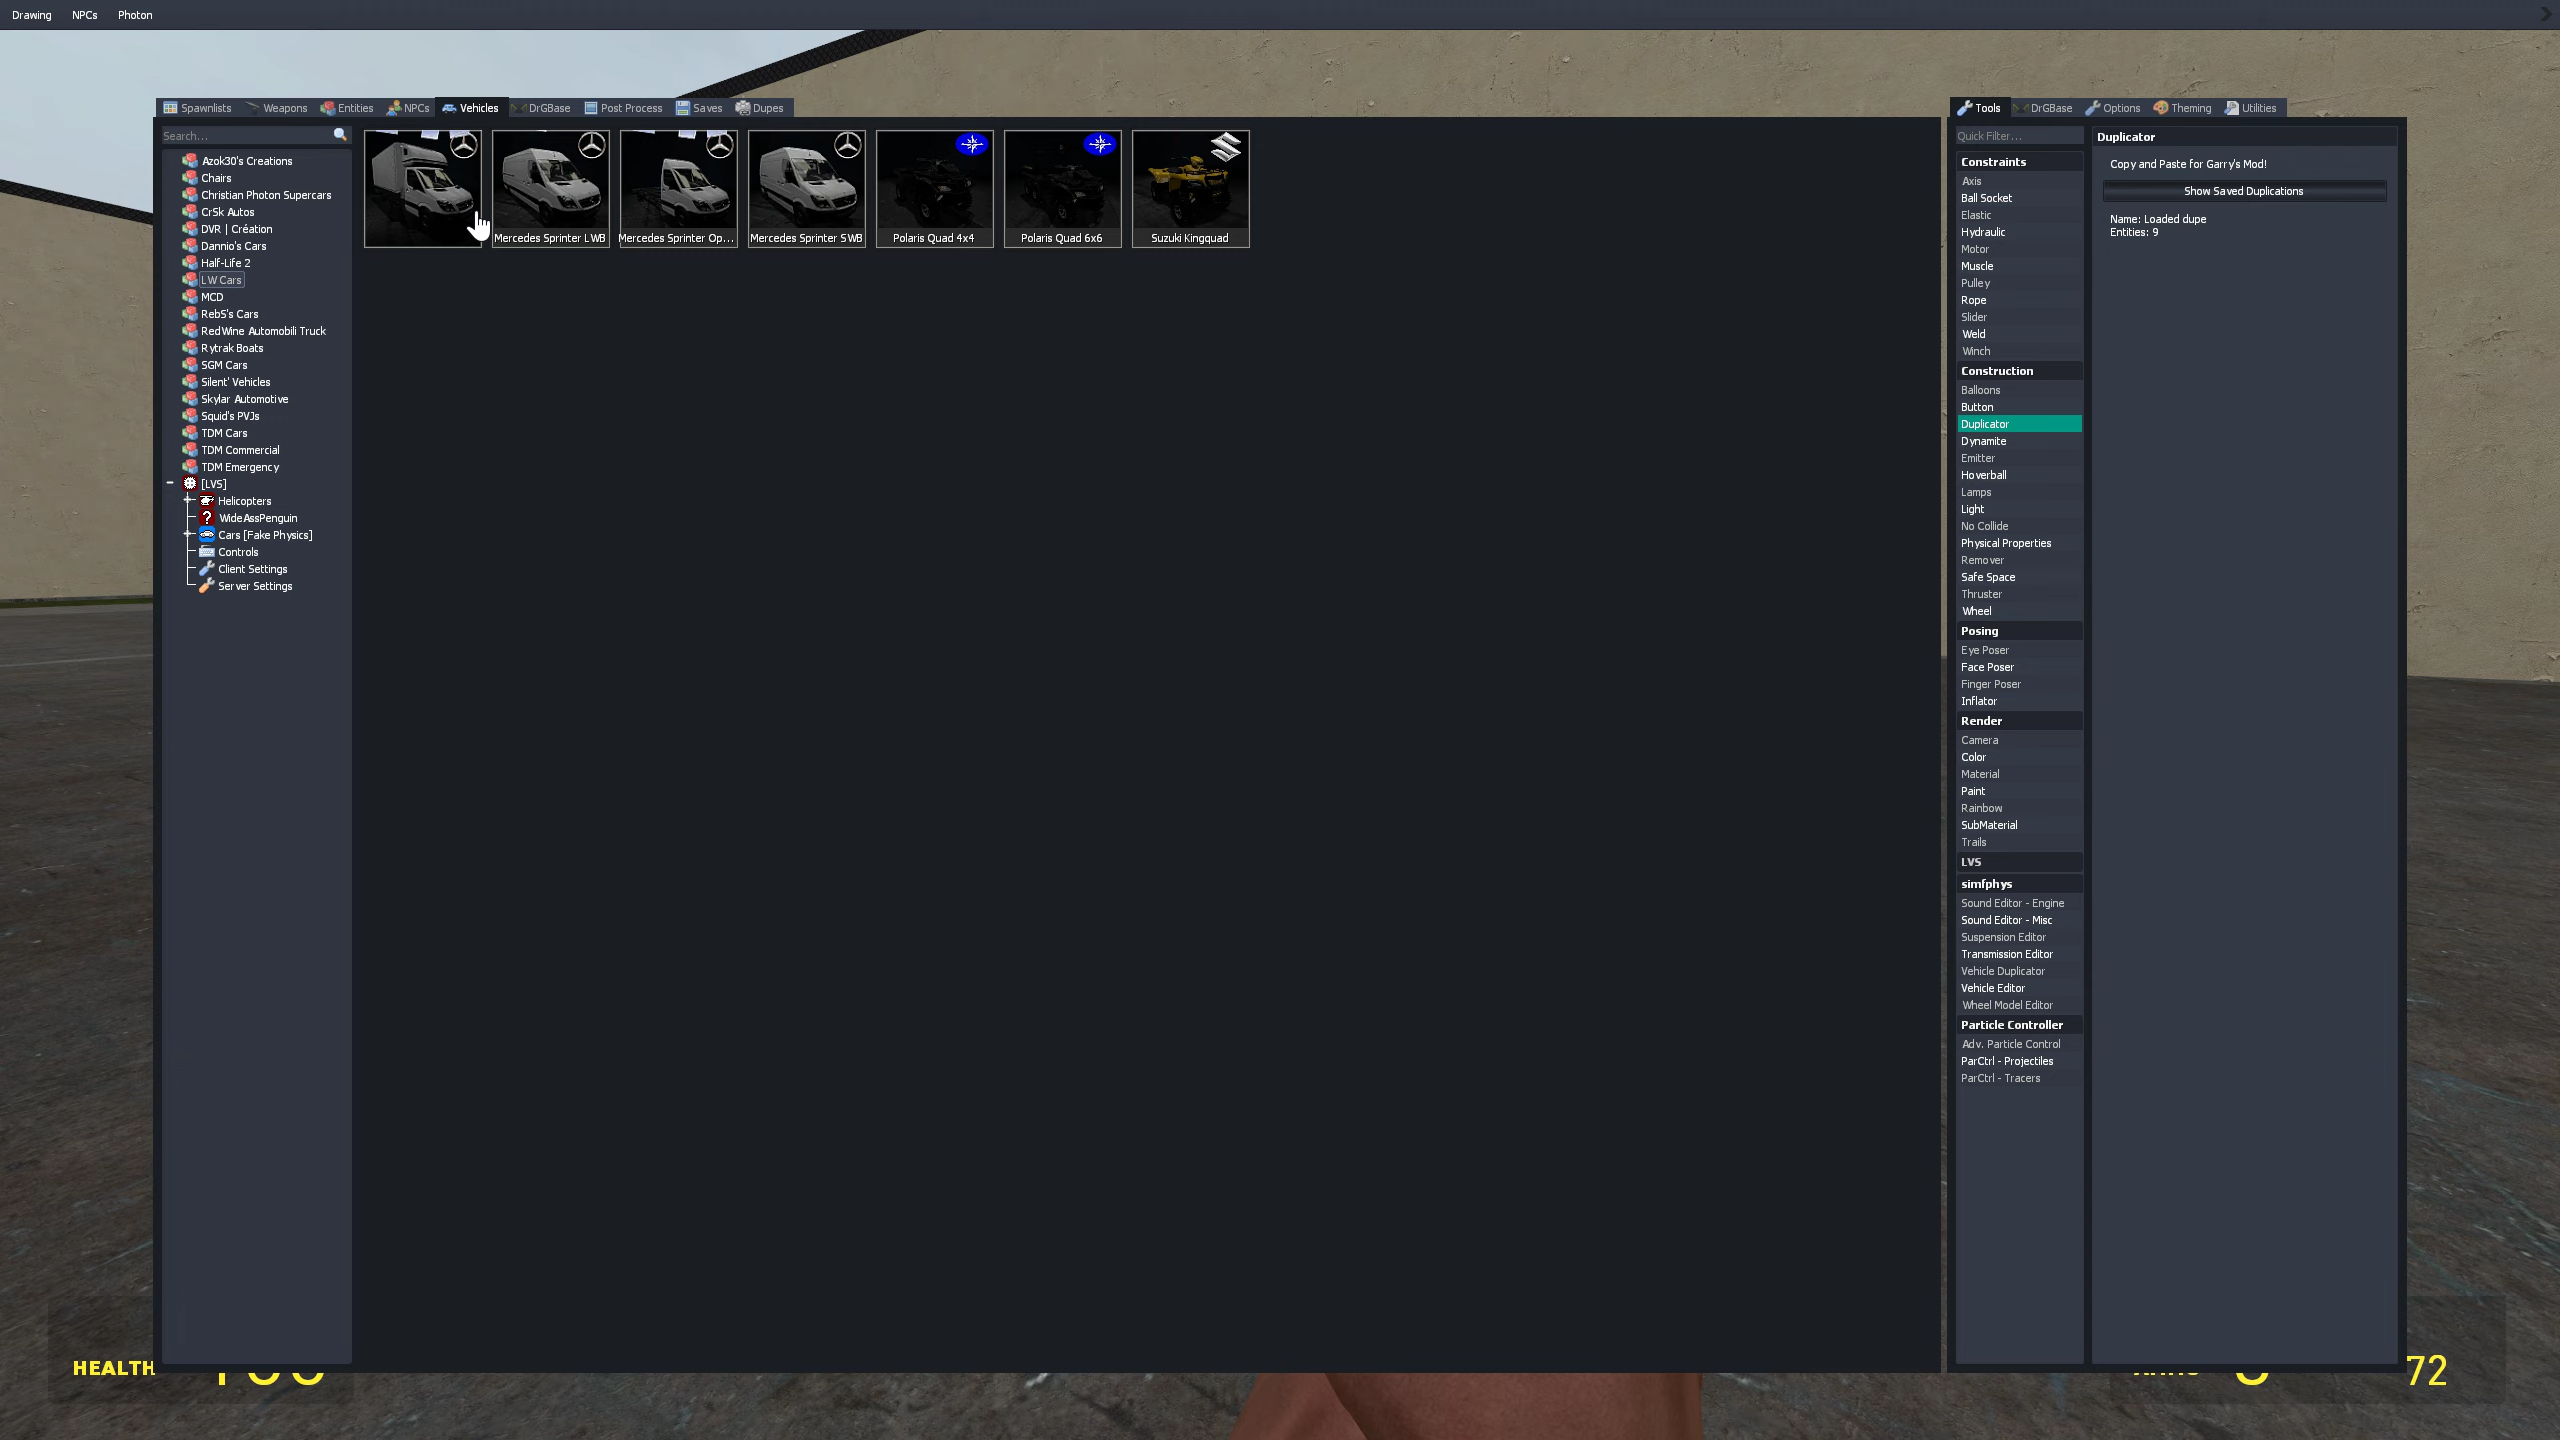 Drawing NPCs Photon
Spawnlists Weapons Entities NPCs Vehicles DrGBase Post Process Saves Dupes
Search...
Azok30's Creations
Chairs
Christian Photon Supercars
CrSk Autos
DVR | Création
Dannio's Cars
Half-Life 2
LW Cars
MCD
RebS's Cars
RedWine Automobili Truck
Rytrak Boats
SGM Cars
Silent' Vehicles
Skylar Automotive
Squid's PVJs
TDM Cars
TDM Commercial
TDM Emergency
[LVS]
Helicopters
WideAssPenguin
Cars [Fake Physics]
Controls
Client Settings
Server Settings
Mercedes Sprinter LWB
Mercedes Sprinter Op...
Mercedes Sprinter SWB
Polaris Quad 4x4
Polaris Quad 6x6
Suzuki Kingquad
Tools DrGBase Options Theming Utilities
Quick Filter...
Constraints
Axis
Ball Socket
Elastic
Hydraulic
Motor
Muscle
Pulley
Rope
Slider
Weld
Winch
Construction
Balloons
Button
Duplicator
Dynamite
Emitter
Hoverball
Lamps
Light
No Collide
Physical Properties
Remover
Safe Space
Thruster
Wheel
Posing
Eye Poser
Face Poser
Finger Poser
Inflator
Render
Camera
Color
Material
Paint
Rainbow
SubMaterial
Trails
LVS
simfphys
Sound Editor - Engine
Sound Editor - Misc
Suspension Editor
Transmission Editor
Vehicle Duplicator
Vehicle Editor
Wheel Model Editor
Particle Controller
Adv. Particle Control
ParCtrl - Projectiles
ParCtrl - Tracers
Duplicator
Copy and Paste for Garry's Mod!
Show Saved Duplications
Name: Loaded dupe
Entities: 9
HEALTH
72